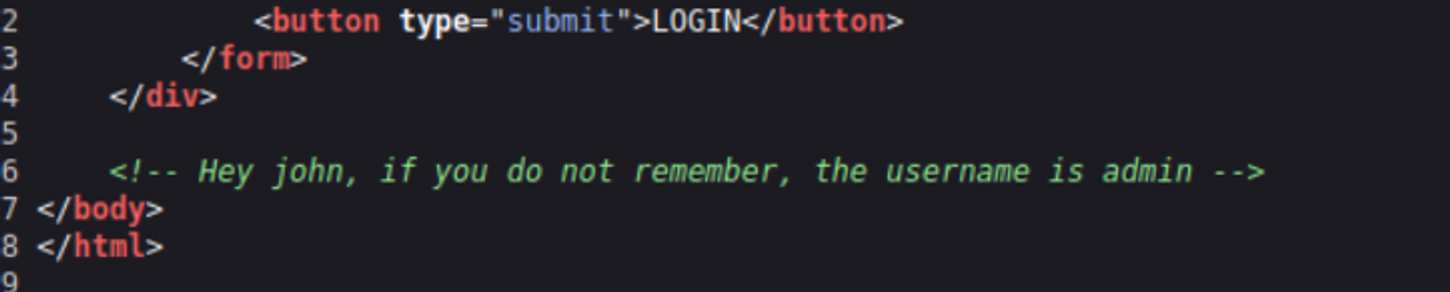 2 <button type="submit">LOGIN</button>
3 </form>
4 </div>
5
6 <!-- Hey john, if you do not remember, the username is admin -->
7 </body>
8 </html>
9